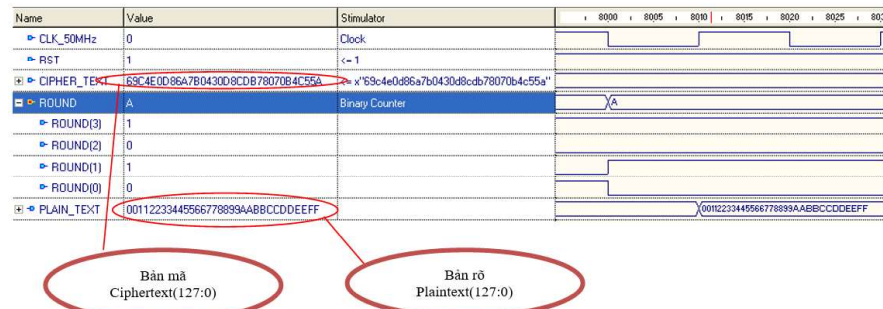 Name Value Stimulator 8000 8005 8010 8015 8020 8025
CLK_50MHz 0 Clock
RST 1 <= 1
CIPHER_TEXT 69C4E0D86A7B0430D8CDB78070B4C55A <= x"69c4e0d86a7b0430d8cdb78070b4c55a"
ROUND A Binary Counter A
ROUND(3) 1
ROUND(2) 0
ROUND(1) 1
ROUND(0) 0
PLAIN_TEXT 00112233445566778899AABBCCDDEEFF 00112233445566778899AABBCCDDEEFF
Bản mã
Ciphertext(127:0)
Bản rõ
Plaintext(127:0)